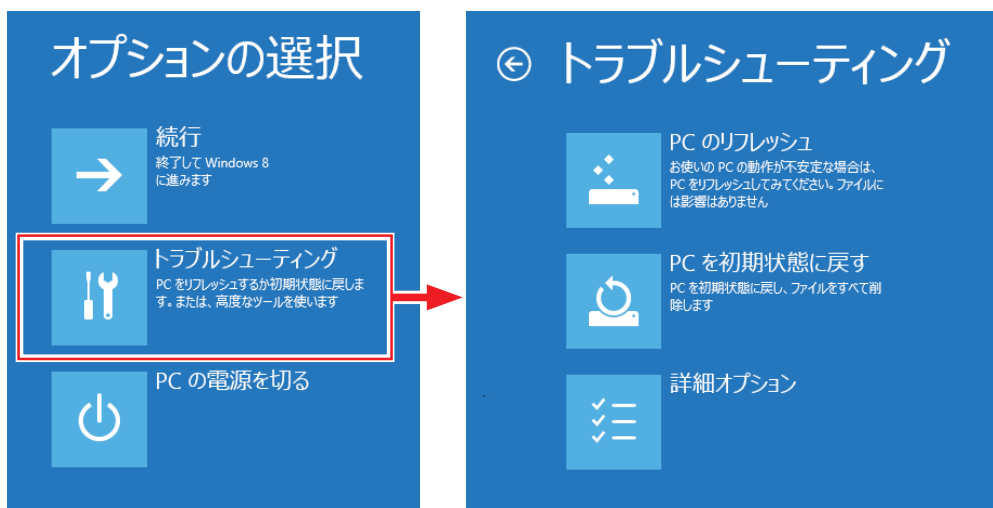 オプションの選択
続行
終了して Windows 8
に進みます
トラブルシューティング
PC をリフレッシュするか初期状態に戻しま
す。または、高度なツールを使います
PC の電源を切る
トラブルシューティング
PC のリフレッシュ
お使いの PC の動作が不安定な場合は、
PC をリフレッシュしてみてください。ファイルに
は影響はありません
PC を初期状態に戻す
PC を初期状態に戻し、ファイルをすべて削
除します
詳細オプション